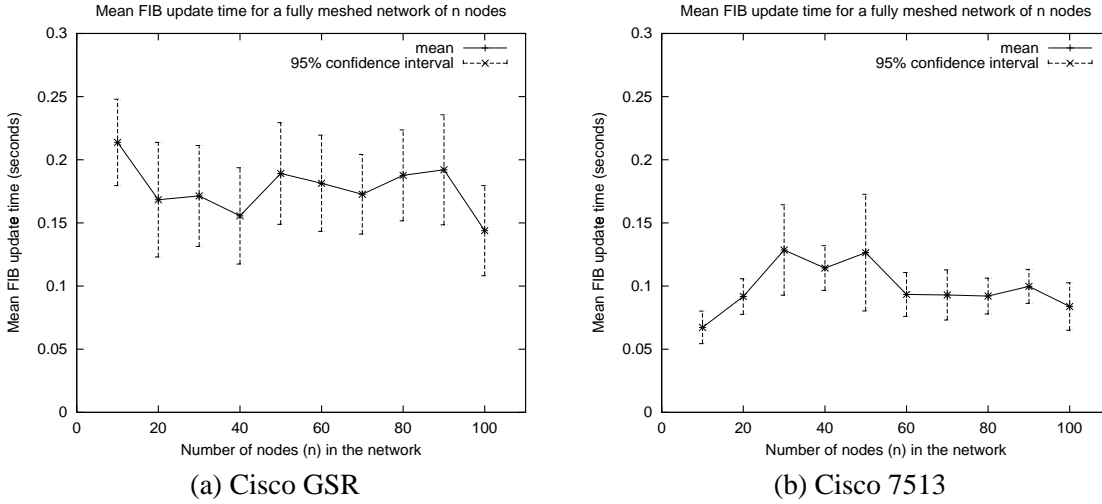 Mean FIB update time for a fully meshed network of n nodes
0.3
0.25
0.2
0.15
0.1
0.05
0
0 20 40 60 80 100
Mean FIB update time (seconds)
Number of nodes (n) in the network
mean
95% confidence interval
(a) Cisco GSR
Mean FIB update time for a fully meshed network of n nodes
0.3
0.25
0.2
0.15
0.1
0.05
0
0 20 40 60 80 100
Mean FIB update time (seconds)
Number of nodes (n) in the network
mean
95% confidence interval
(b) Cisco 7513